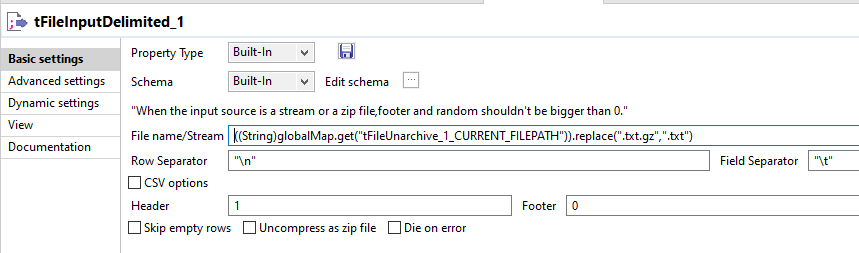 tFileInputDelimited_1
Basic settings
Advanced settings
Dynamic settings
View
Documentation
Property Type Built-In
Schema Built-In Edit schema ...
"When the input source is a stream or a zip file,footer and random shouldn't be bigger than 0."
File name/Stream ((String)globalMap.get("tFileUnarchive_1_CURRENT_FILEPATH")).replace(".txt.gz",".txt")
Row Separator "\n" Field Separator "\t"
CSV options
Header 1 Footer 0
Skip empty rows Uncompress as zip file Die on error